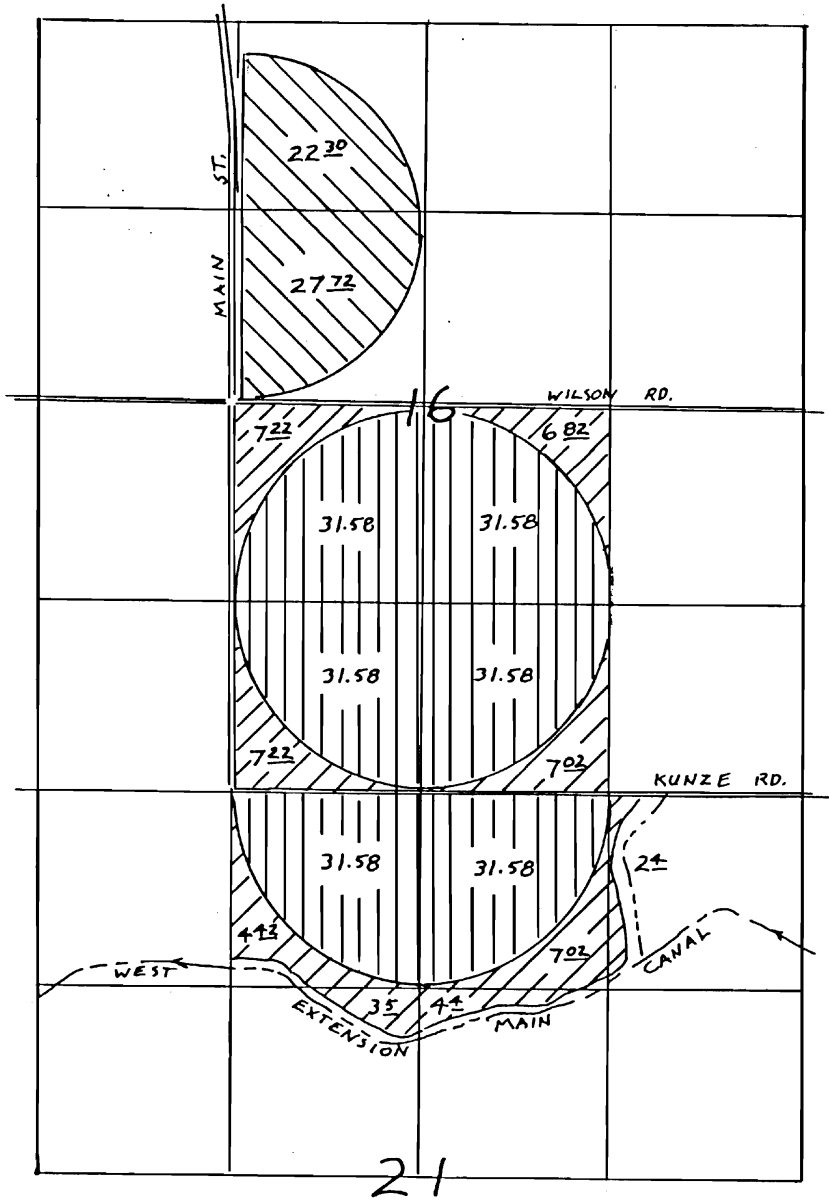 22 30
MAIN ST.
27 72
WILSON RD.
16
7 22
6 82
31.58
31.58
31.58
31.58
7 22
7 02
KUNZE RD.
31.58
31.58
2 4
4 42
7 02
WEST
EXTENSION
3 5
4 4
MAIN
CANAL
21